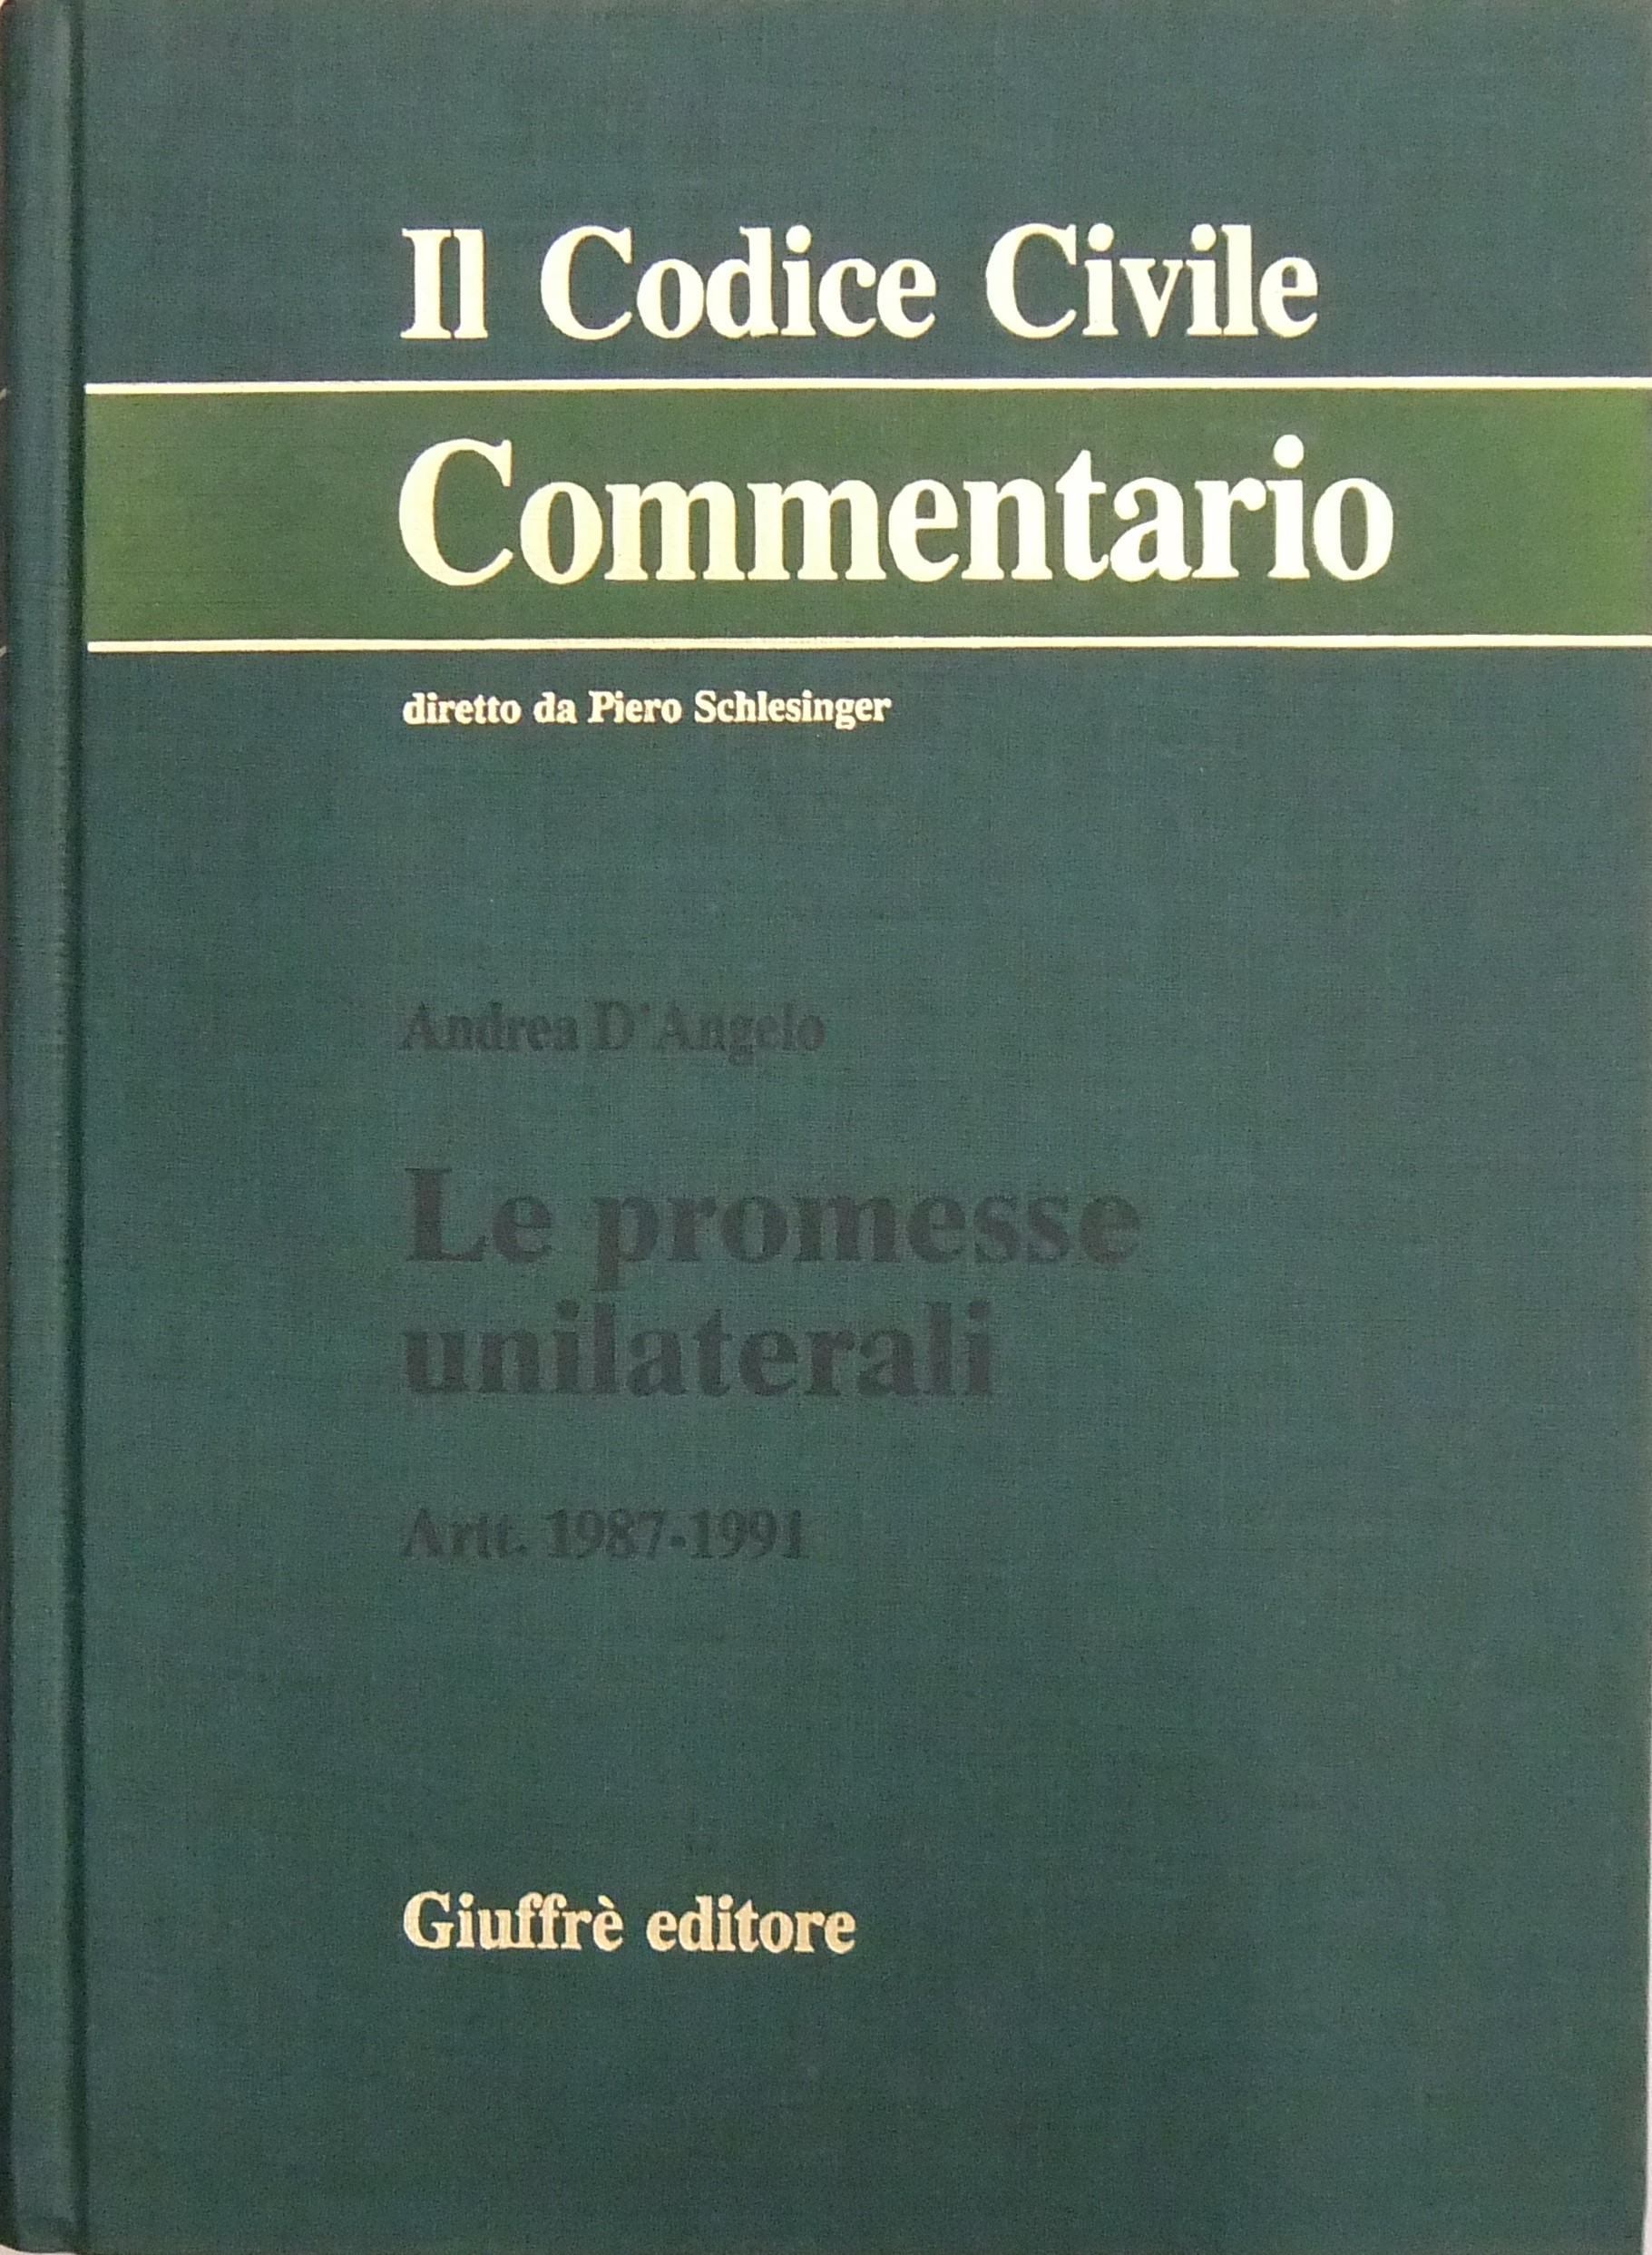 Il Codice Civile
Commentario
diretto da Piero Schlesinger
Andrea D'Angelo
Le promesse
unilaterali
Artt. 1987-1991
Giuffrè editore